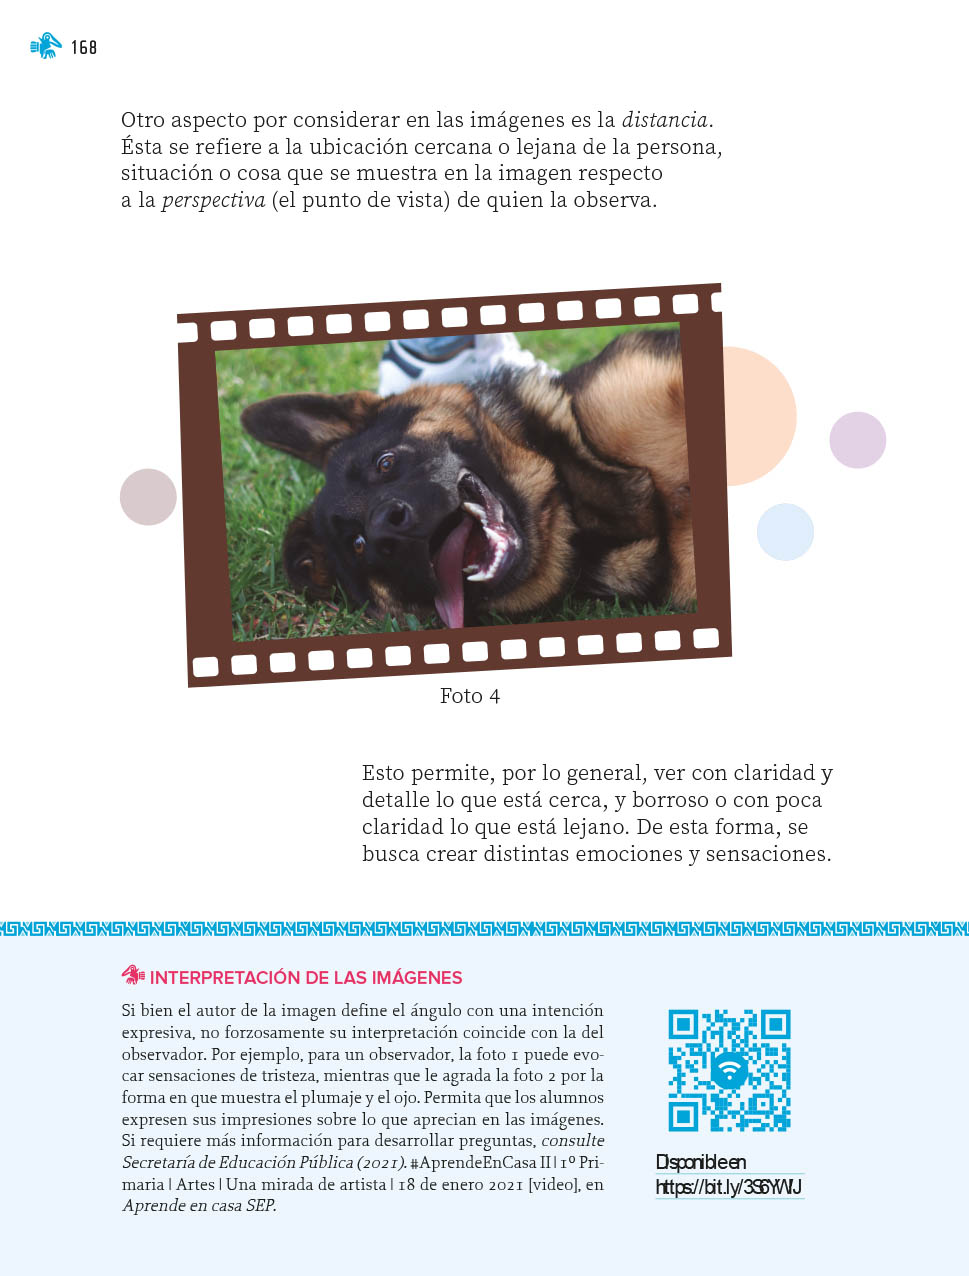 168
Otro aspecto por considerar en las imágenes es la distancia.
Ésta se refiere a la ubicación cercana o lejana de la persona,
situación o cosa que se muestra en la imagen respecto
a la perspectiva (el punto de vista) de quien la observa.
Foto 4
Esto permite, por lo general, ver con claridad y
detalle lo que está cerca, y borroso o con poca
claridad lo que está lejano. De esta forma, se
busca crear distintas emociones y sensaciones.
INTERPRETACIÓN DE LAS IMÁGENES
Si bien el autor de la imagen define el ángulo con una intención
expresiva, no forzosamente su interpretación coincide con la del
observador. Por ejemplo, para un observador, la foto 1 puede evo-
car sensaciones de tristeza, mientras que le agrada la foto 2 por la
forma en que muestra el plumaje y el ojo. Permita que los alumnos
expresen sus impresiones sobre lo que aprecian en las imágenes.
Si requiere más información para desarrollar preguntas, consulte
Secretaría de Educación Pública (2021). #AprendeEnCasa II | 1º Pri-
maria | Artes | Una mirada de artista | 18 de enero 2021 [video], en
Aprende en casa SEP.
Disponible en